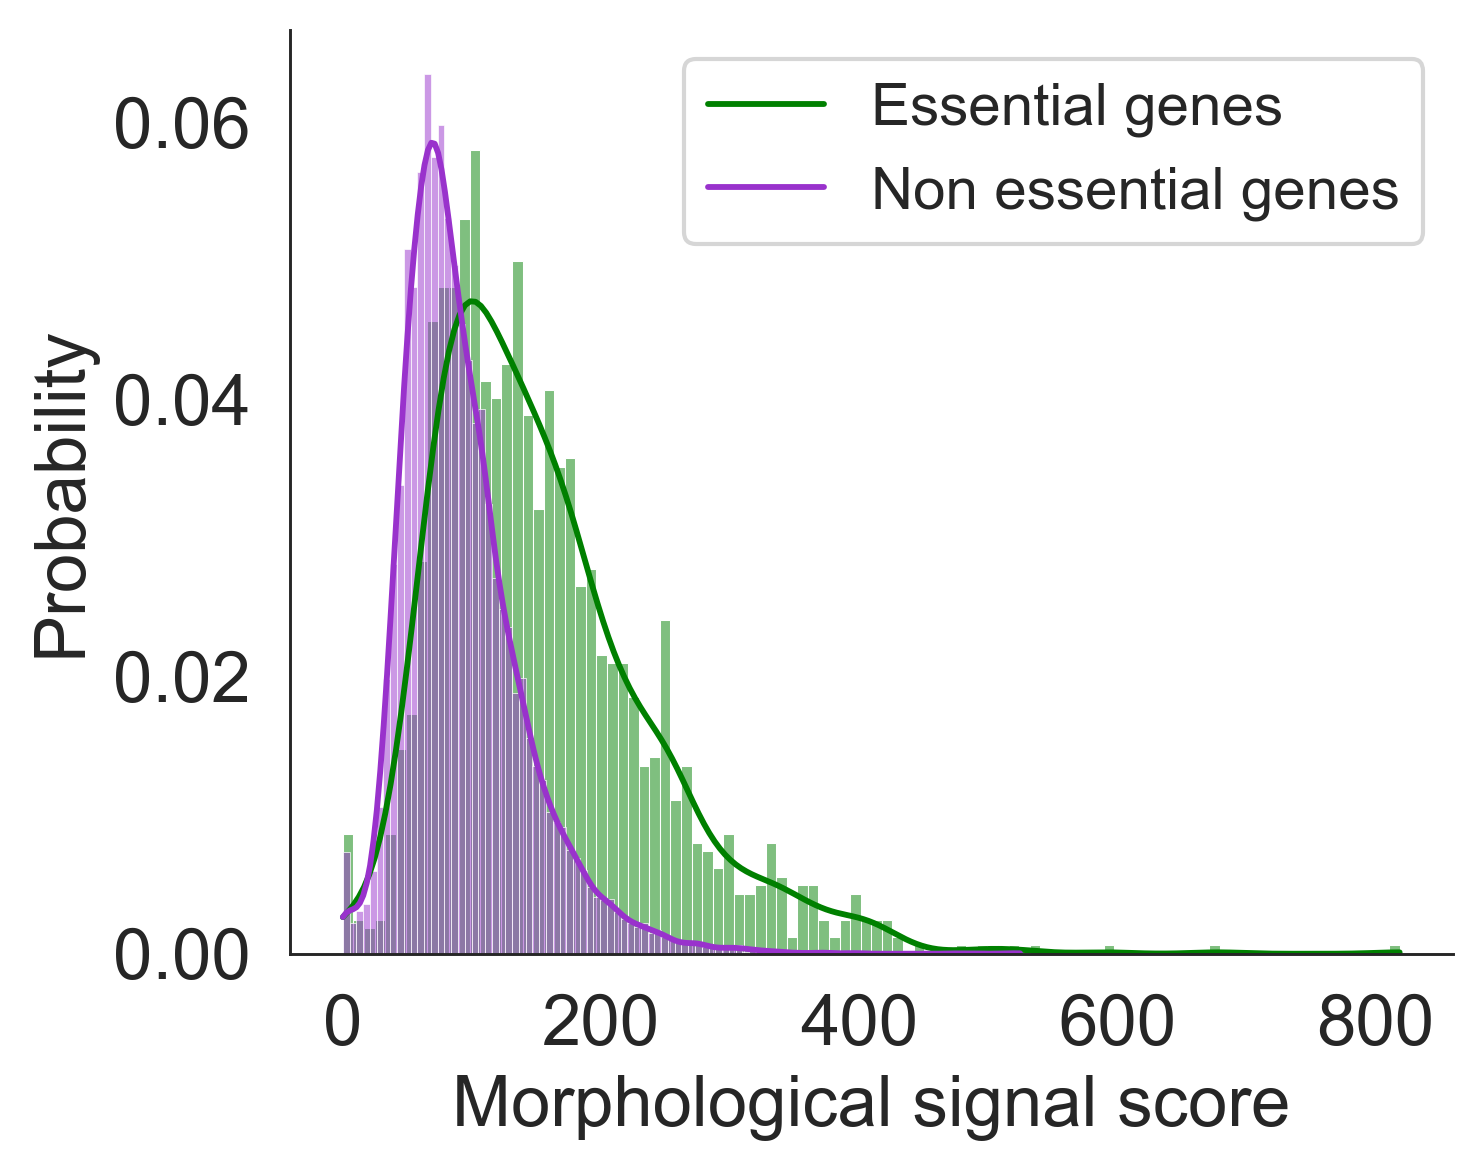 Essential genes
Non essential genes
Probability
0.06
0.04
0.02
0.00
0 200 400 600 800
Morphological signal score